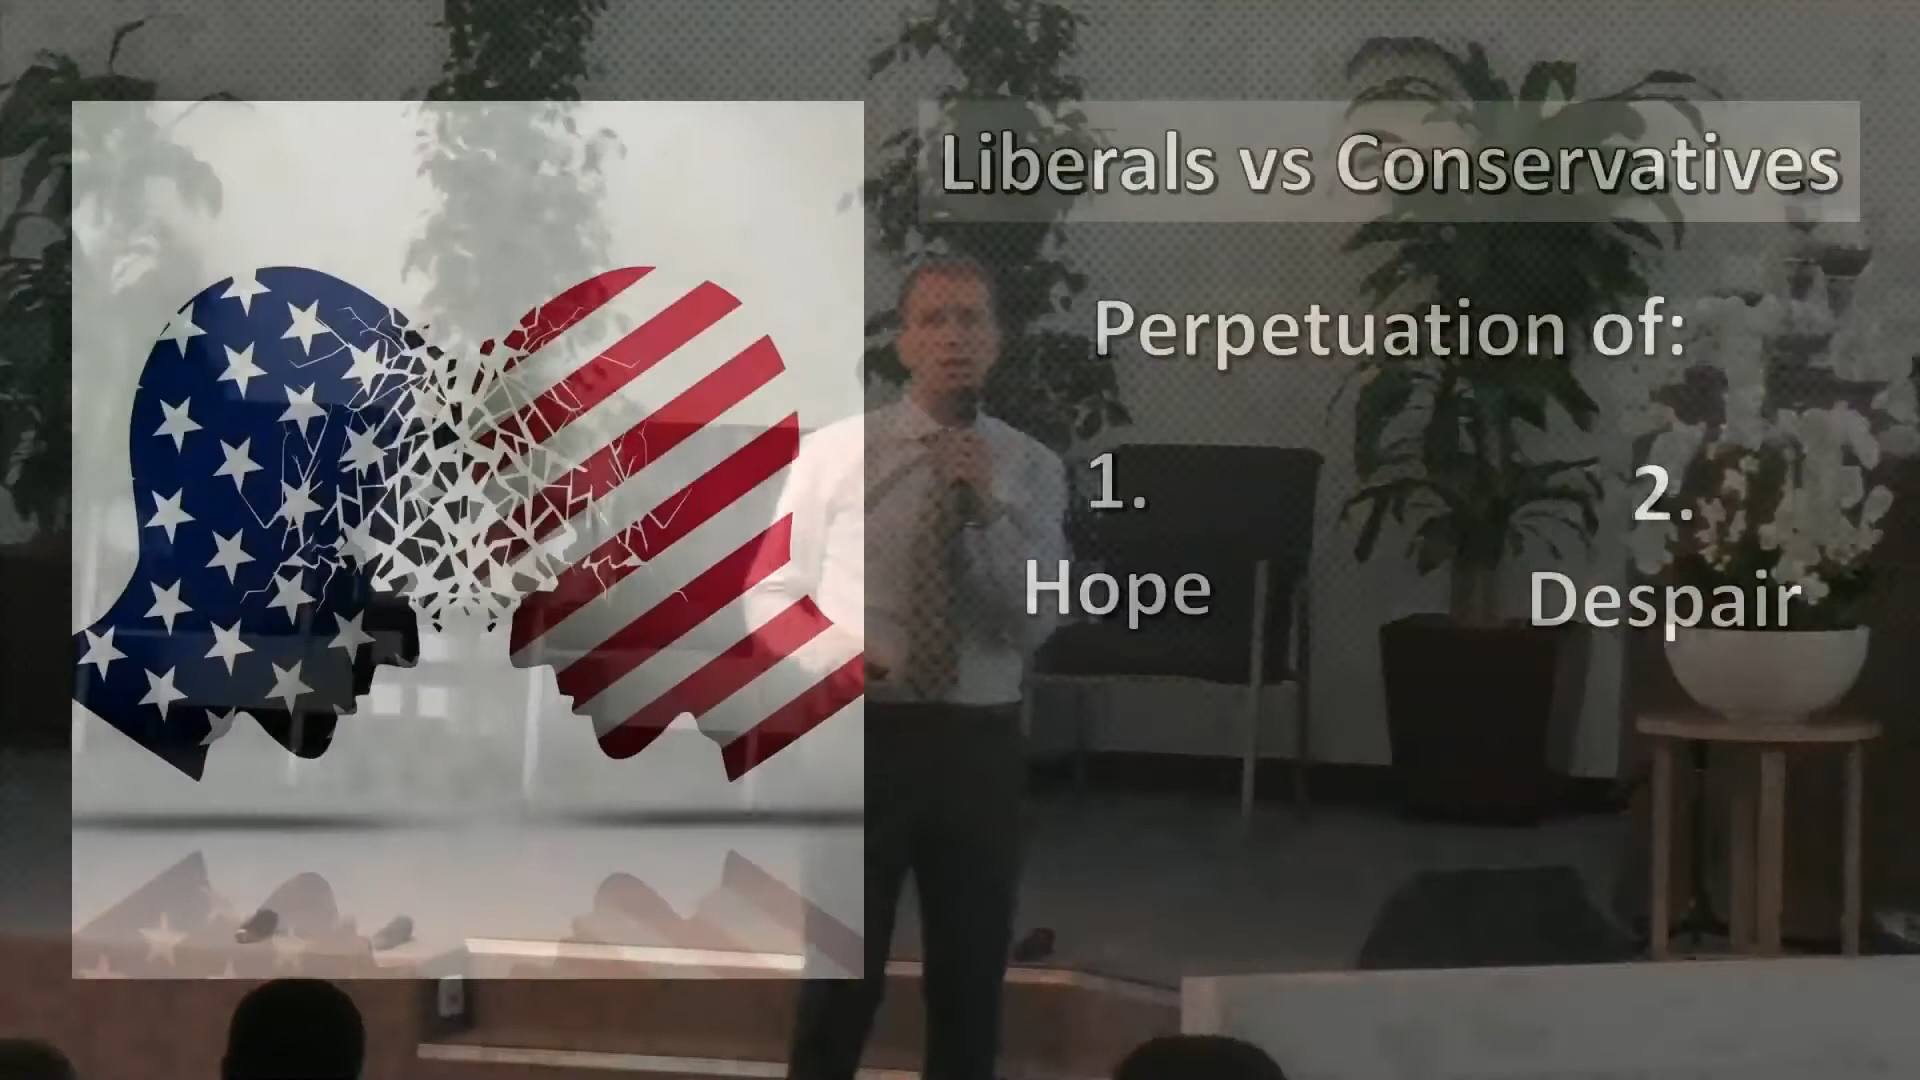 Liberals vs Conservatives
Perpetuation of:
1.
Hope
2.
Despair